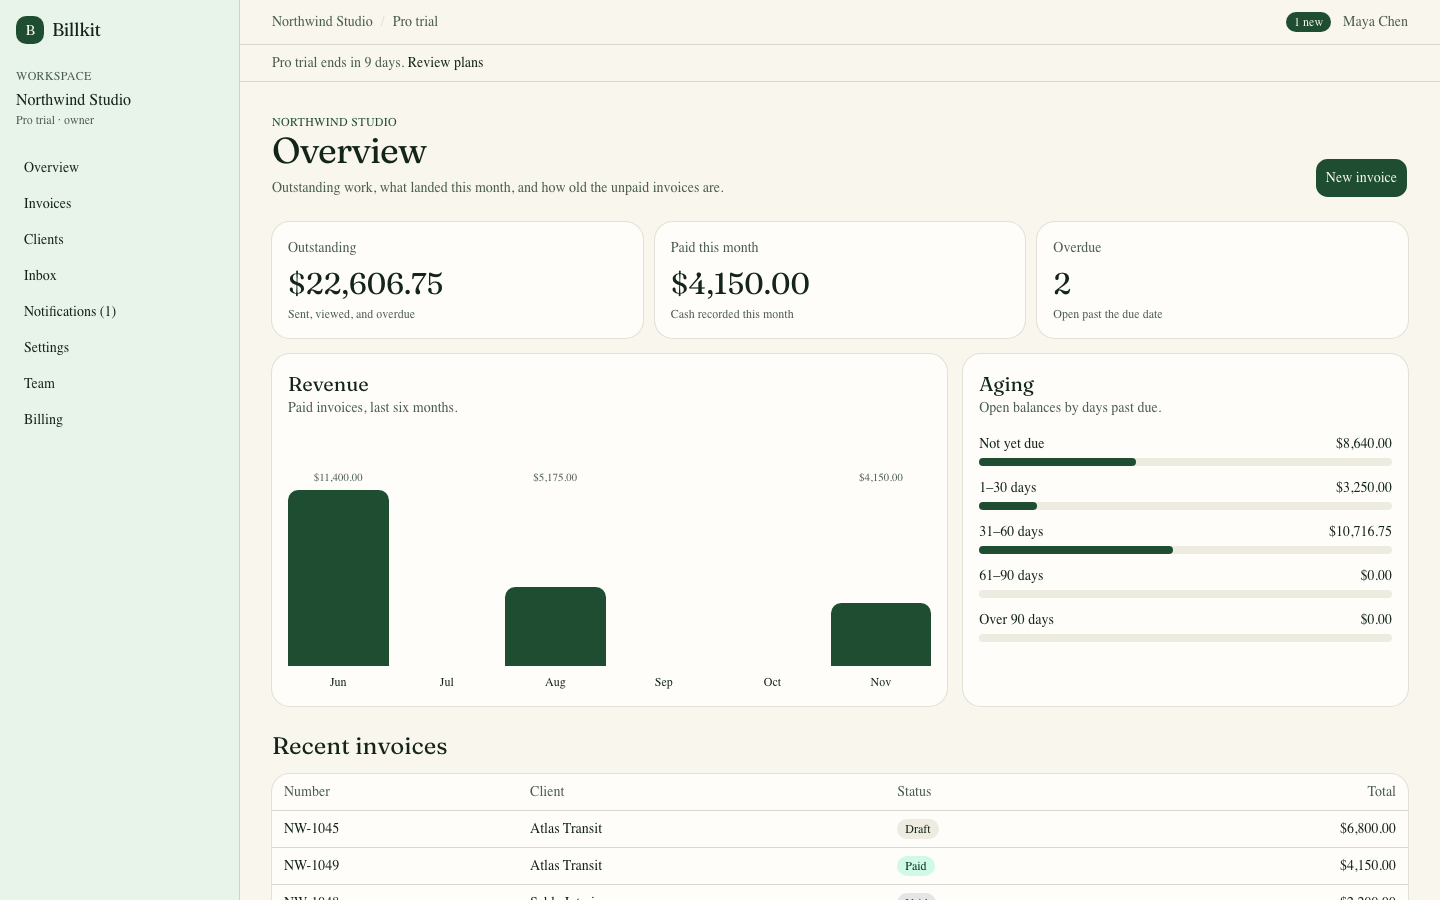 B Billkit
WORKSPACE
Northwind Studio
Pro trial · owner
Overview
Invoices
Clients
Inbox
Notifications (1)
Settings
Team
Billing
Northwind Studio / Pro trial
1 new Maya Chen
Pro trial ends in 9 days. Review plans
NORTHWIND STUDIO
Overview
Outstanding work, what landed this month, and how old the unpaid invoices are.
New invoice
Outstanding
$22,606.75
Sent, viewed, and overdue
Paid this month
$4,150.00
Cash recorded this month
Overdue
2
Open past the due date
Revenue
Paid invoices, last six months.
$11,400.00 $5,175.00 $4,150.00
Jun Jul Aug Sep Oct Nov
Aging
Open balances by days past due.
Not yet due $8,640.00
1–30 days $3,250.00
31–60 days $10,716.75
61–90 days $0.00
Over 90 days $0.00
Recent invoices
Number Client Status Total
NW-1045 Atlas Transit Draft $6,800.00
NW-1049 Atlas Transit Paid $4,150.00